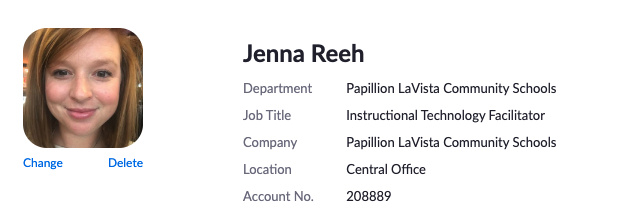 Jenna Reeh
Department Papillion LaVista Community Schools
Job Title Instructional Technology Facilitator
Company Papillion LaVista Community Schools
Change Delete
Location Central Office
Account No. 208889